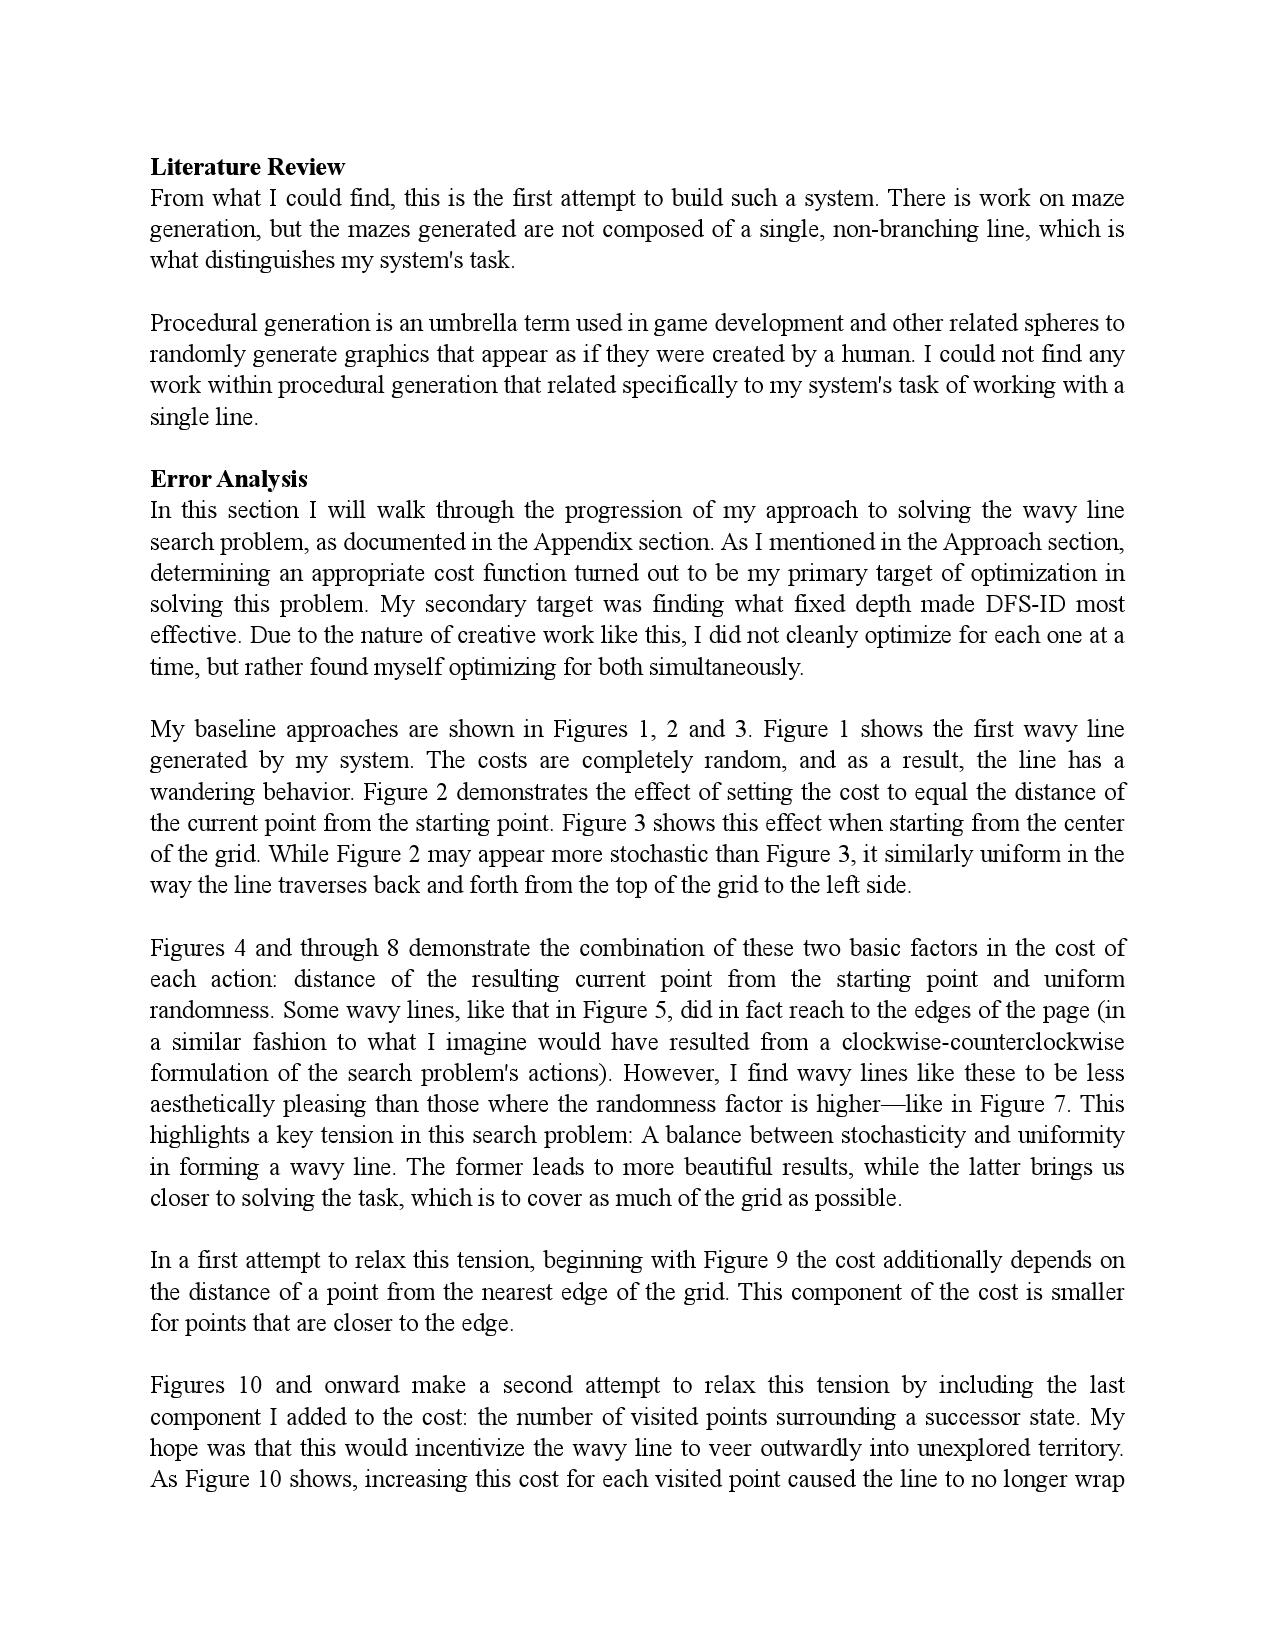 Literature Review
From what I could find, this is the first attempt to build such a system. There is work on maze
generation, but the mazes generated are not composed of a single, non-branching line, which is
what distinguishes my system's task.
Procedural generation is an umbrella term used in game development and other related spheres to
randomly generate graphics that appear as if they were created by a human. I could not find any
work within procedural generation that related specifically to my system's task of working with a
single line.
Error Analysis
In this section I will walk through the progression of my approach to solving the wavy line
search problem, as documented in the Appendix section. As I mentioned in the Approach section,
determining an appropriate cost function turned out to be my primary target of optimization in
solving this problem. My secondary target was finding what fixed depth made DFS-ID most
effective. Due to the nature of creative work like this, I did not cleanly optimize for each one at a
time, but rather found myself optimizing for both simultaneously.
My baseline approaches are shown in Figures 1, 2 and 3. Figure 1 shows the first wavy line
generated by my system. The costs are completely random, and as a result, the line has a
wandering behavior. Figure 2 demonstrates the effect of setting the cost to equal the distance of
the current point from the starting point. Figure 3 shows this effect when starting from the center
of the grid. While Figure 2 may appear more stochastic than Figure 3, it similarly uniform in the
way the line traverses back and forth from the top of the grid to the left side.
Figures 4 and through 8 demonstrate the combination of these two basic factors in the cost of
each action: distance of the resulting current point from the starting point and uniform
randomness. Some wavy lines, like that in Figure 5, did in fact reach to the edges of the page (in
a similar fashion to what I imagine would have resulted from a clockwise-counterclockwise
formulation of the search problem's actions). However, I find wavy lines like these to be less
aesthetically pleasing than those where the randomness factor is higher—like in Figure 7. This
highlights a key tension in this search problem: A balance between stochasticity and uniformity
in forming a wavy line. The former leads to more beautiful results, while the latter brings us
closer to solving the task, which is to cover as much of the grid as possible.
In a first attempt to relax this tension, beginning with Figure 9 the cost additionally depends on
the distance of a point from the nearest edge of the grid. This component of the cost is smaller
for points that are closer to the edge.
Figures 10 and onward make a second attempt to relax this tension by including the last
component I added to the cost: the number of visited points surrounding a successor state. My
hope was that this would incentivize the wavy line to veer outwardly into unexplored territory.
As Figure 10 shows, increasing this cost for each visited point caused the line to no longer wrap